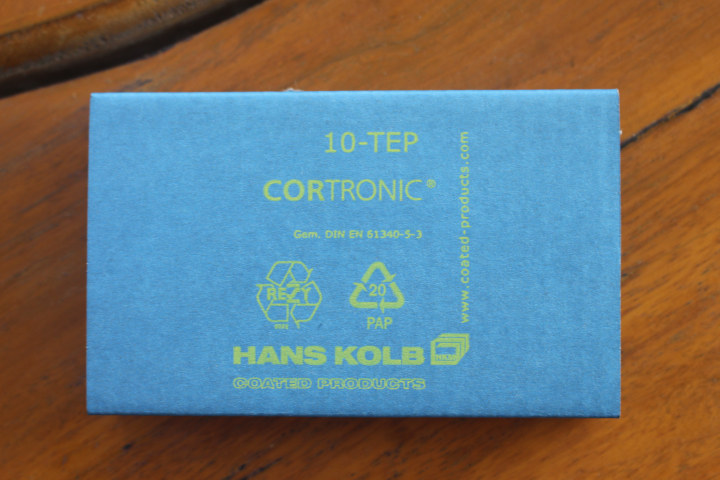 10-TEP
CORTRONIC®
Gem. DIN EN 61340-5-3
REZY
20
PAP
HANS KOLB
COATED PRODUCTS
www.coated-products.com